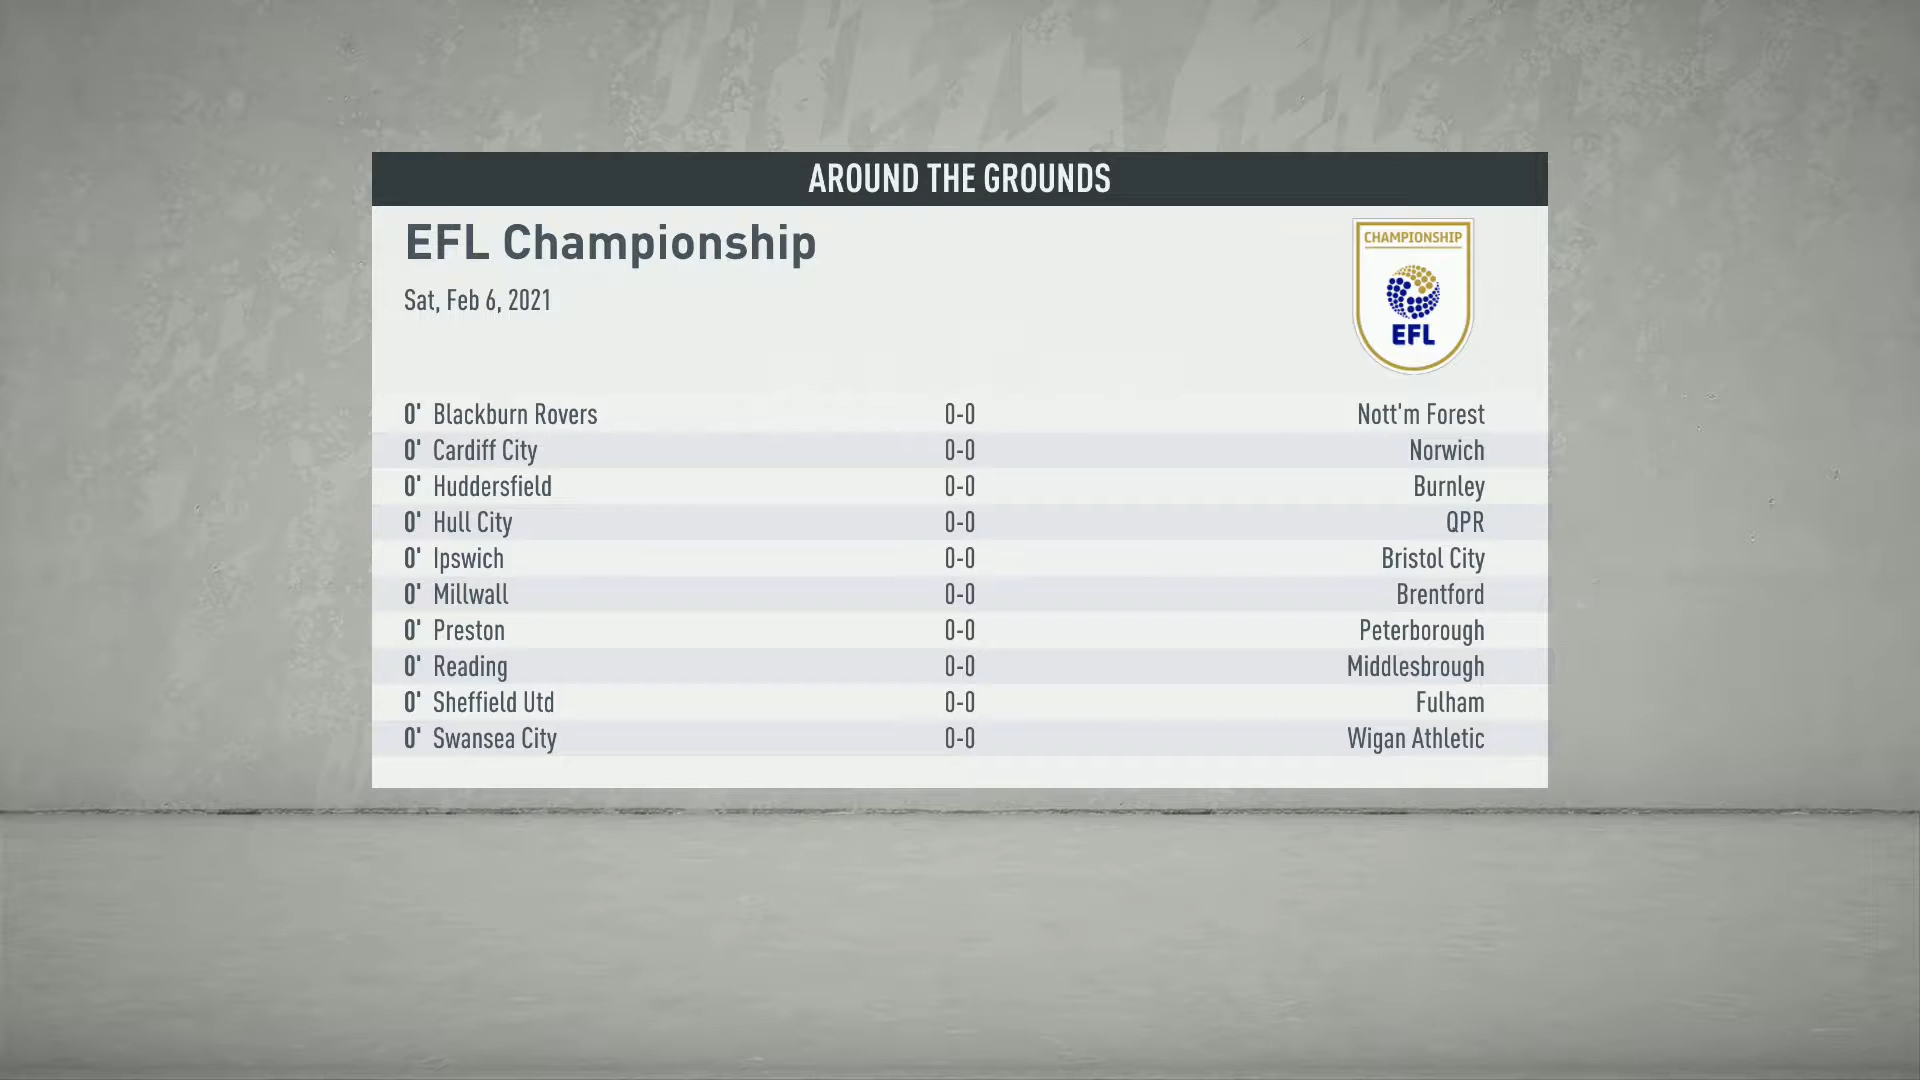 AROUND THE GROUNDS
EFL Championship
CHAMPIONSHIP
EFL
Sat, Feb 6, 2021
0' Blackburn Rovers 0-0 Nott'm Forest
0' Cardiff City 0-0 Norwich
0' Huddersfield 0-0 Burnley
0' Hull City 0-0 QPR
0' Ipswich 0-0 Bristol City
0' Millwall 0-0 Brentford
0' Preston 0-0 Peterborough
0' Reading 0-0 Middlesbrough
0' Sheffield Utd 0-0 Fulham
0' Swansea City 0-0 Wigan Athletic